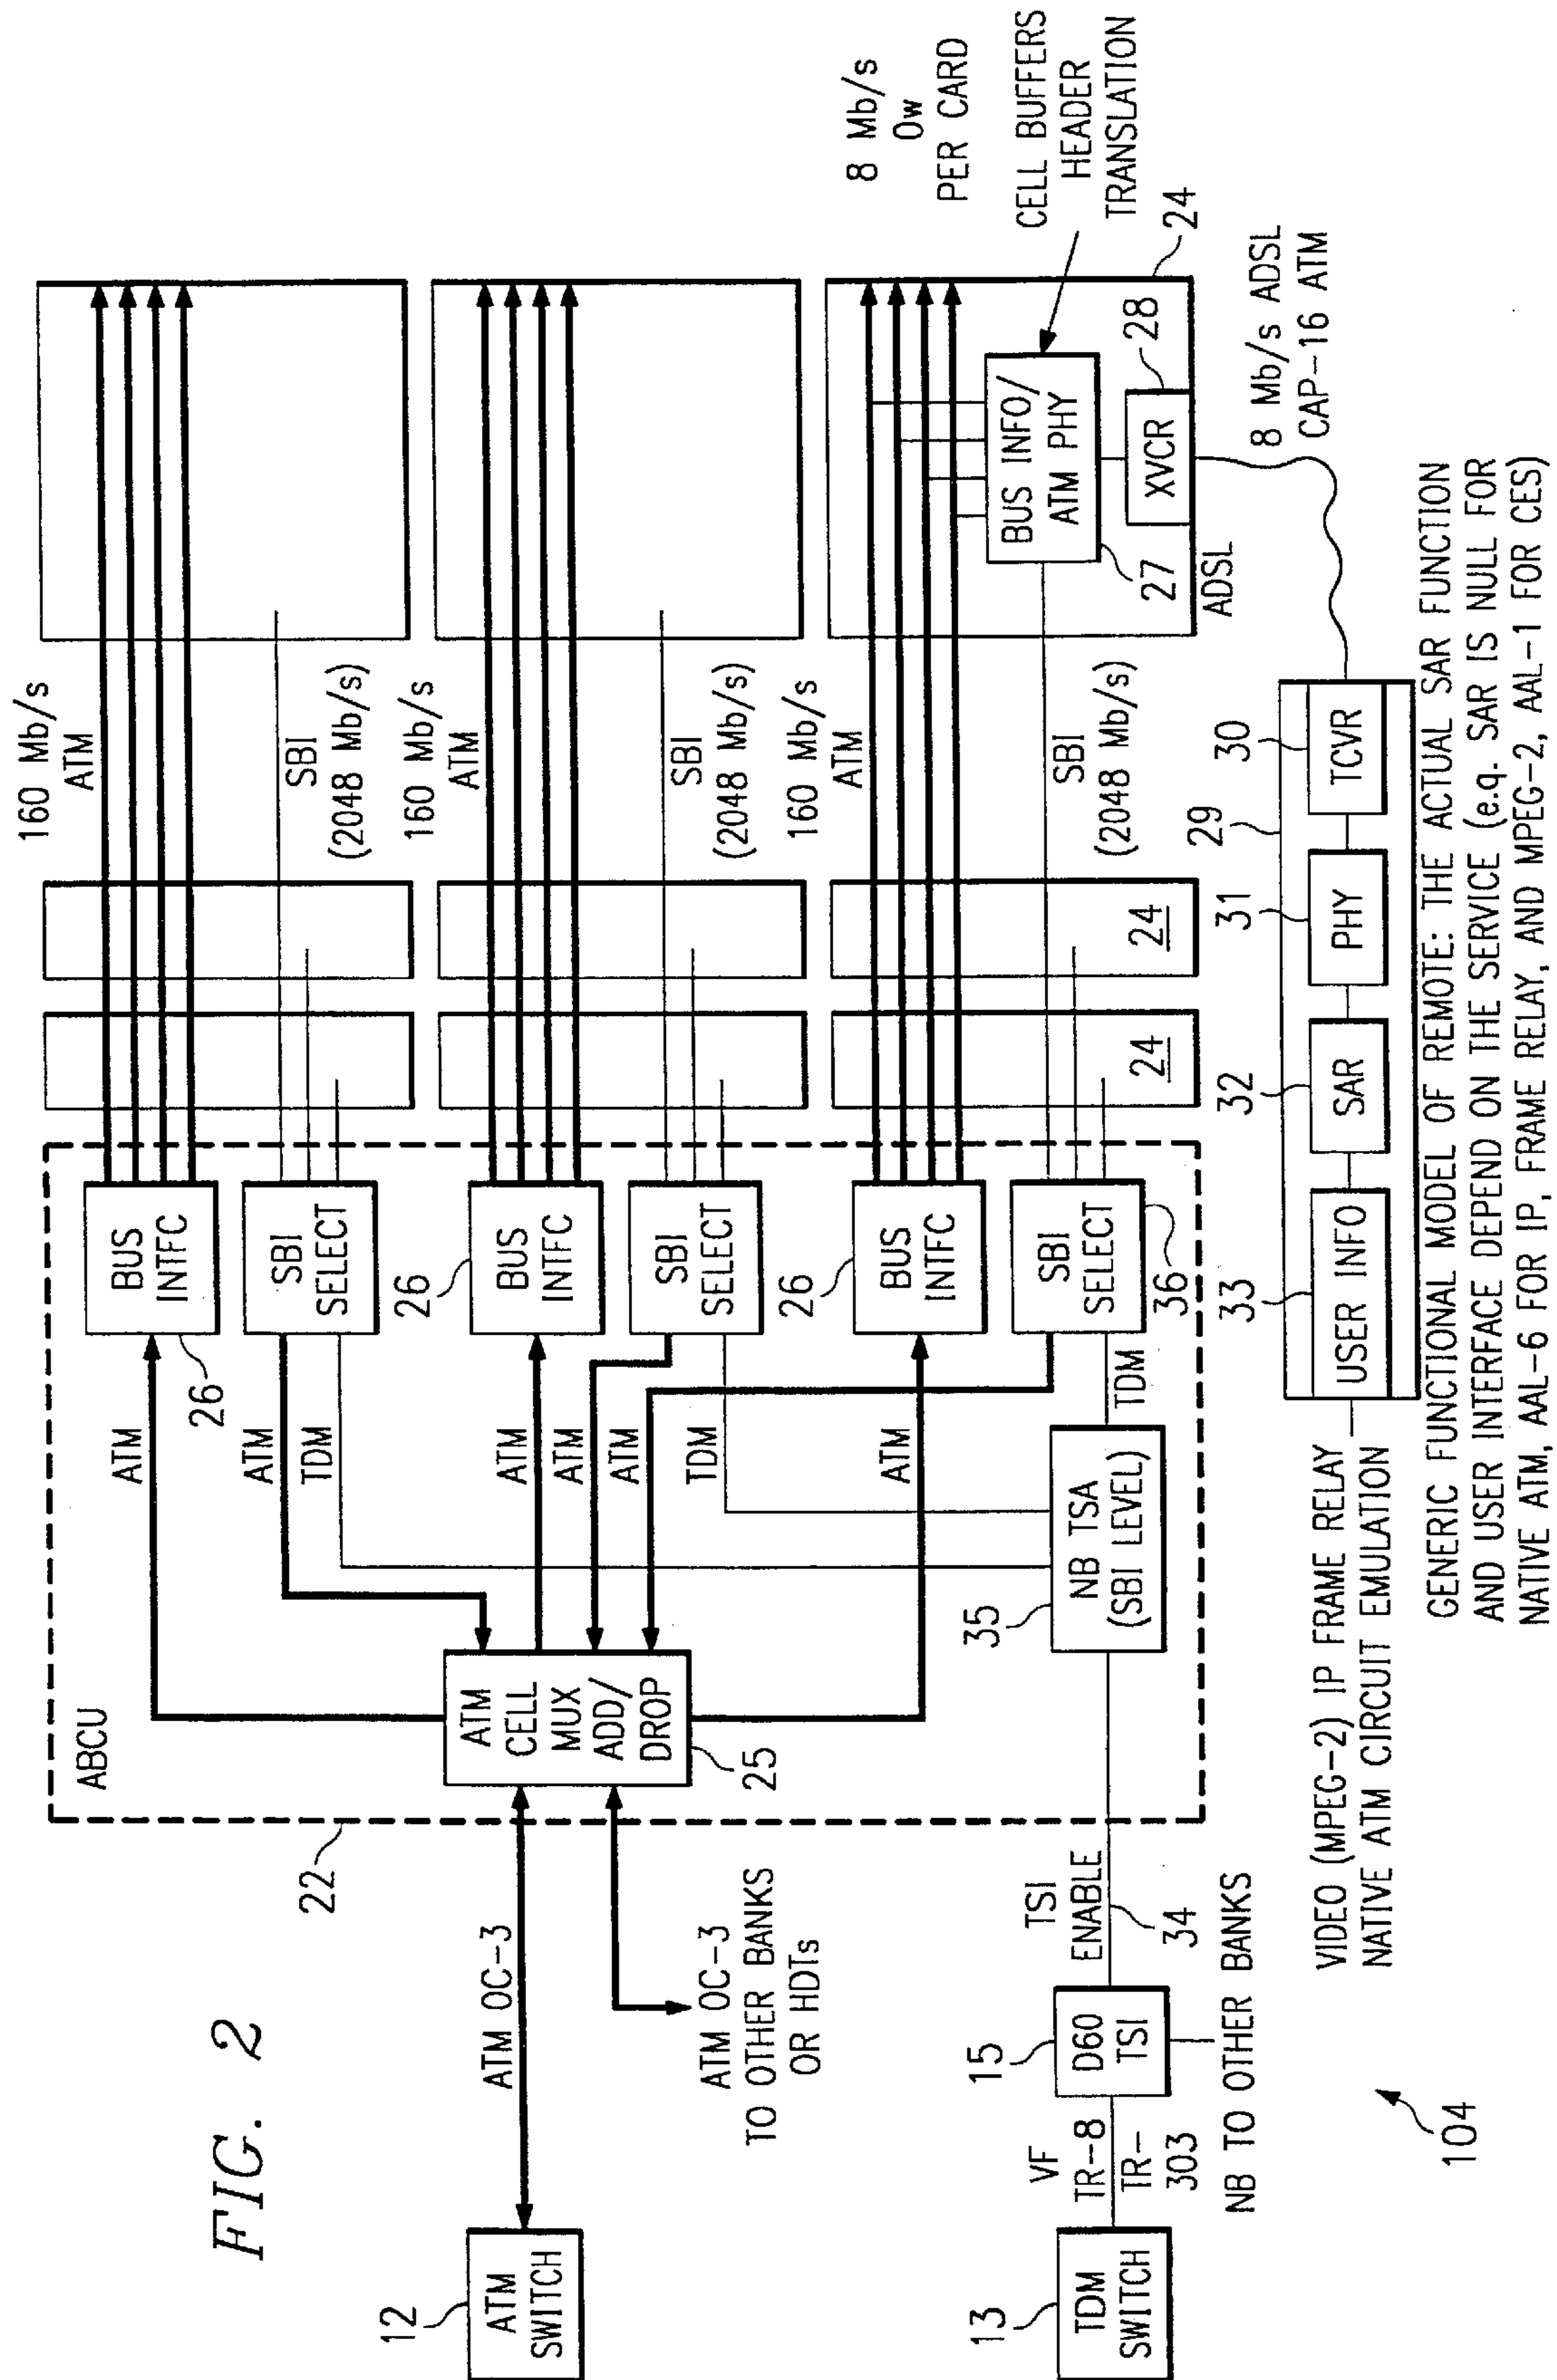 FIG. 2
12
ATM
SWITCH
ATM OC-3
ATM OC-3
TO OTHER BANKS
OR HDTs
22
ABCU
ATM
CELL
MUX
ADD/
DROP
25
ATM
ATM
TDM
ATM
ATM
ATM
TDM
ATM
BUS
INTFC
26
SBI
SELECT
26
BUS
INTFC
SBI
SELECT
26
BUS
INTFC
SBI
SELECT
36
TDM
35
NB TSA
(SBI LEVEL)
13
TDM
SWITCH
VF
TR-8
TR-
303
15
D60
TSI
NB TO OTHER BANKS
TSI
ENABLE
34
160 Mb/s
ATM
SBI
(2048 Mb/s)
160 Mb/s
ATM
SBI
(2048 Mb/s)
160 Mb/s
ATM
SBI
(2048 Mb/s)
24
24
8 Mb/s
Ow
PER CARD
CELL BUFFERS
HEADER
TRANSLATION
24
BUS INFO/
ATM PHY
27
XVCR
28
ADSL
8 Mb/s ADSL
CAP-16 ATM
29
30
TCVR
31
PHY
32
SAR
33
USER INFO
VIDEO (MPEG-2) IP FRAME RELAY
NATIVE ATM CIRCUIT EMULATION
GENERIC FUNCTIONAL MODEL OF REMOTE: THE ACTUAL SAR FUNCTION
AND USER INTERFACE DEPEND ON THE SERVICE (e.q. SAR IS NULL FOR
NATIVE ATM, AAL-6 FOR IP, FRAME RELAY, AND MPEG-2, AAL-1 FOR CES)
104